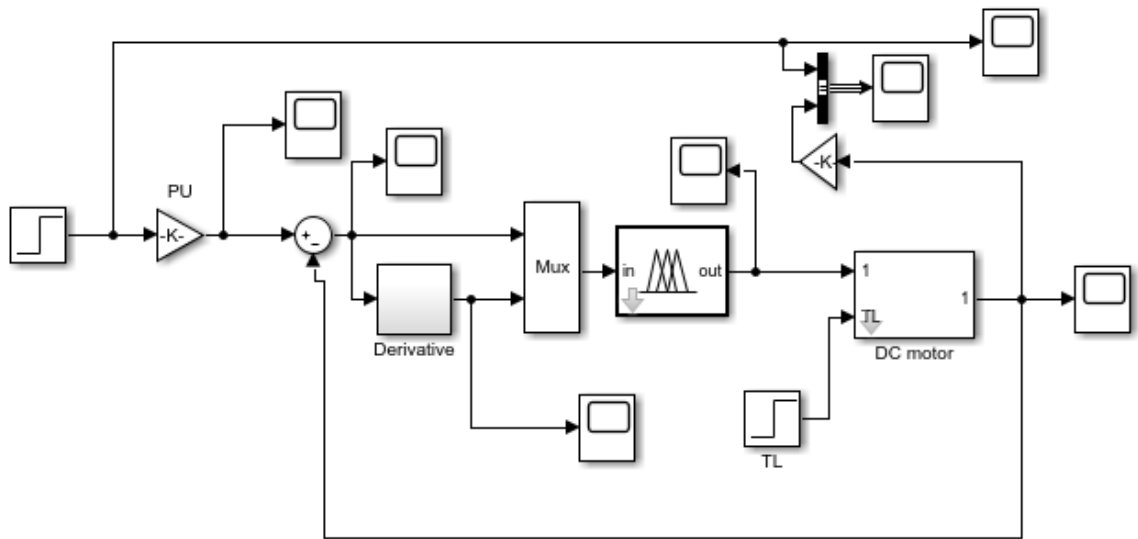 PU
-K-
+
-
Mux
in
out
Derivative
-K-
1
TL
1
DC motor
TL